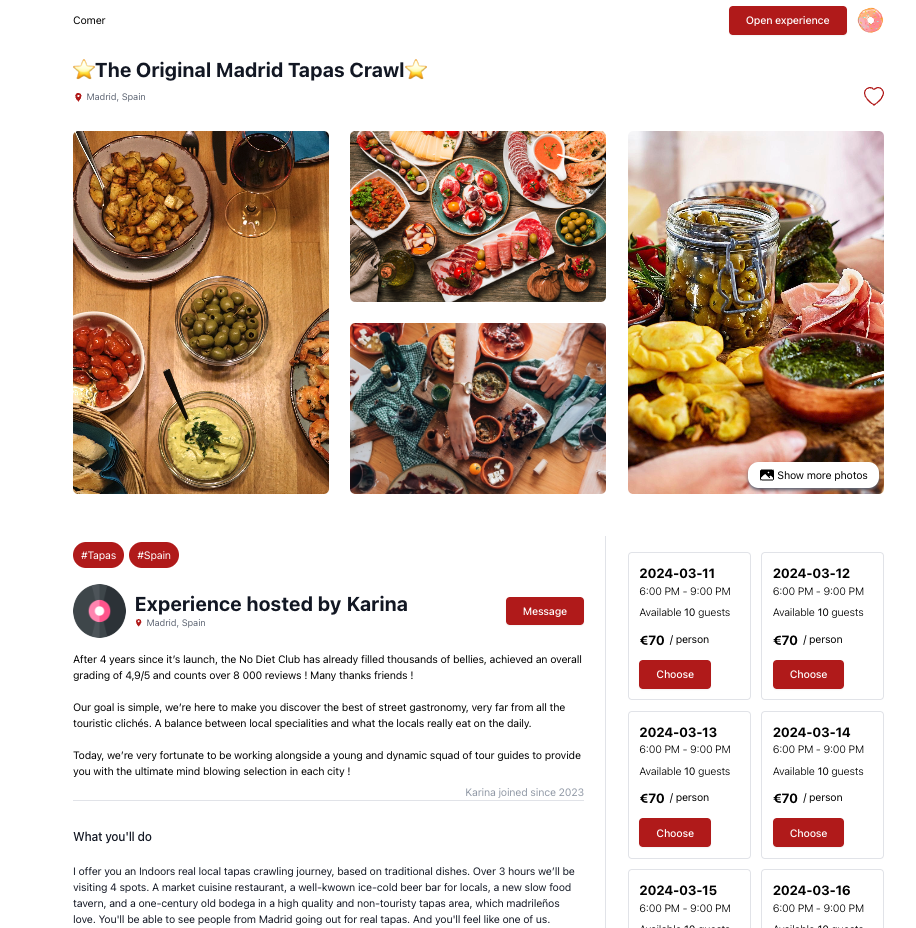 Comer
Open experience
⭐The Original Madrid Tapas Crawl⭐
Madrid, Spain
Show more photos
#Tapas
#Spain
Experience hosted by Karina
Madrid, Spain
Message
After 4 years since it's launch, the No Diet Club has already filled thousands of bellies, achieved an overall
grading of 4,9/5 and counts over 8 000 reviews ! Many thanks friends !
Our goal is simple, we're here to make you discover the best of street gastronomy, very far from all the
touristic clichés. A balance between local specialities and what the locals really eat on the daily.
Today, we're very fortunate to be working alongside a young and dynamic squad of tour guides to provide
you with the ultimate mind blowing selection in each city !
Karina joined since 2023
What you'll do
I offer you an Indoors real local tapas crawling journey, based on traditional dishes. Over 3 hours we'll be
visiting 4 spots. A market cuisine restaurant, a well-kwown ice-cold beer bar for locals, a new slow food
tavern, and a one-century old bodega in a high quality and non-touristy tapas area, which madrileños
love. You'll be able to see people from Madrid going out for real tapas. And you'll feel like one of us.
2024-03-11
6:00 PM - 9:00 PM
Available 10 guests
€70 / person
Choose
2024-03-12
6:00 PM - 9:00 PM
Available 10 guests
€70 / person
Choose
2024-03-13
6:00 PM - 9:00 PM
Available 10 guests
€70 / person
Choose
2024-03-14
6:00 PM - 9:00 PM
Available 10 guests
€70 / person
Choose
2024-03-15
6:00 PM - 9:00 PM
2024-03-16
6:00 PM - 9:00 PM